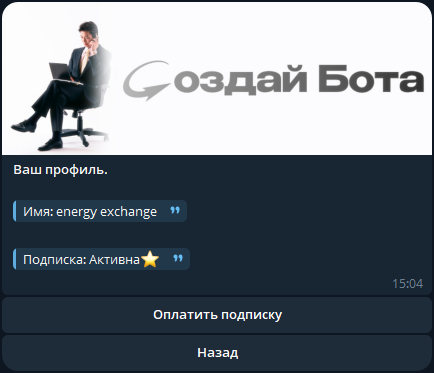 Создай Бота
Ваш профиль.
Имя: energy exchange
Подписка: Активна⭐
15:04
Оплатить подписку
Назад